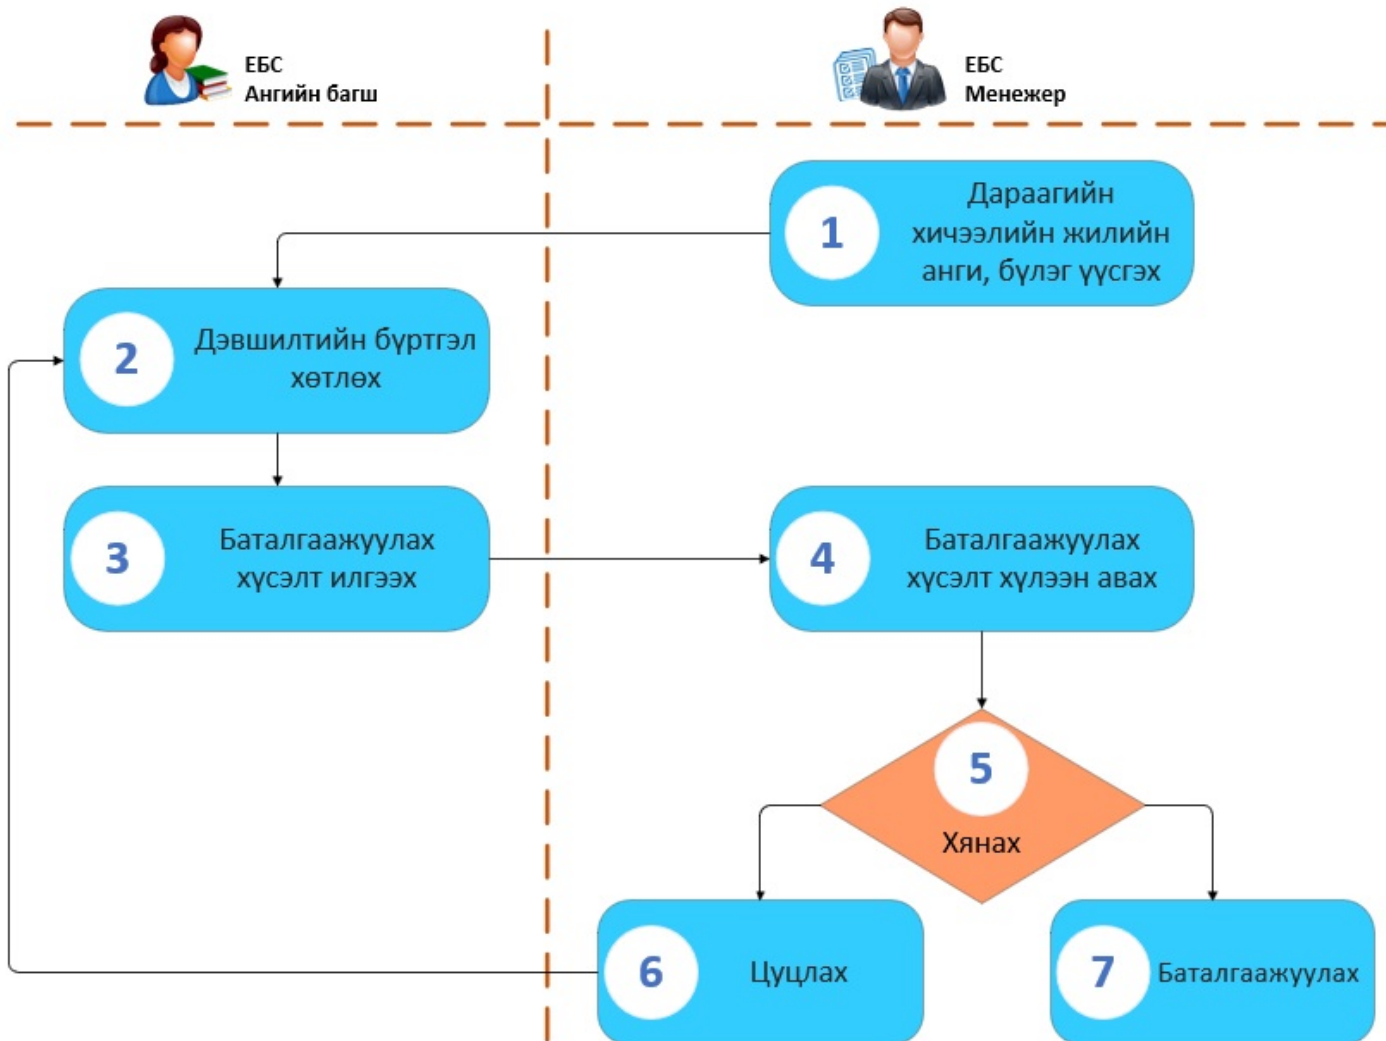 ЕБС
Ангийн багш
ЕБС
Менежер
1
Дараагийн
хичээлийн жилийн
анги, бүлэг үүсгэх
2
Дэвшилтийн бүртгэл
хөтлөх
3
Баталгаажуулах
хүсэлт илгээх
4
Баталгаажуулах
хүсэлт хүлээн авах
5
Хянах
6
Цуцлах
7
Баталгаажуулах